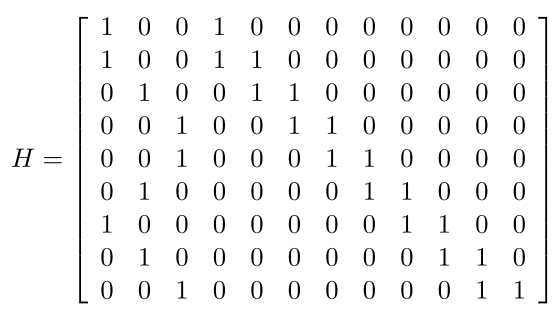 1 0 0 1 0 0 0 0 0 0 0 0
1 0 0 1 1 0 0 0 0 0 0 0
0 1 0 0 1 1 0 0 0 0 0 0
0 0 1 0 0 1 1 0 0 0 0 0
H = 0 0 1 0 0 0 1 1 0 0 0 0
0 1 0 0 0 0 0 1 1 0 0 0
1 0 0 0 0 0 0 0 1 1 0 0
0 1 0 0 0 0 0 0 0 1 1 0
0 0 1 0 0 0 0 0 0 0 1 1